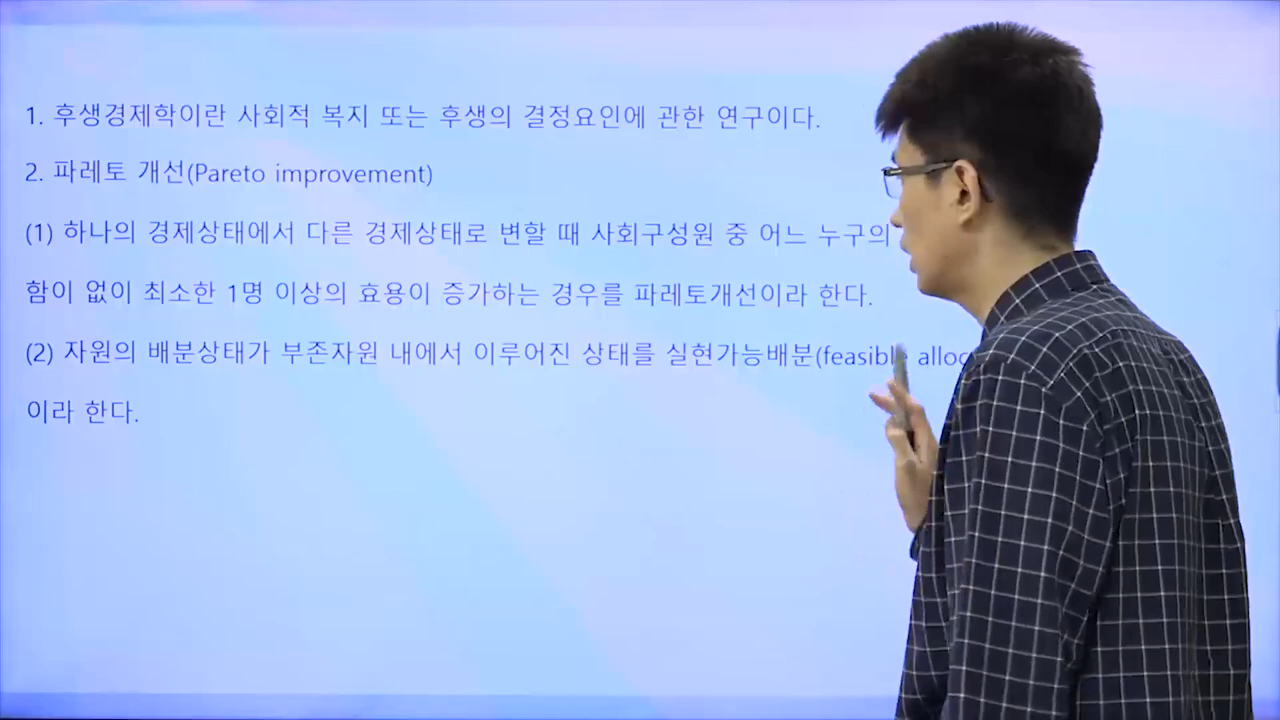 1. 후생경제학이란 사회적 복지 또는 후생의 결정요인에 관한 연구이다.
2. 파레토 개선(Pareto improvement)
(1) 하나의 경제상태에서 다른 경제상태로 변할 때 사회구성원 중 어느 누구의
함이 없이 최소한 1명 이상의 효용이 증가하는 경우를 파레토개선이라 한다.
(2) 자원의 배분상태가 부존자원 내에서 이루어진 상태를 실현가능배분(feasible
이라 한다.